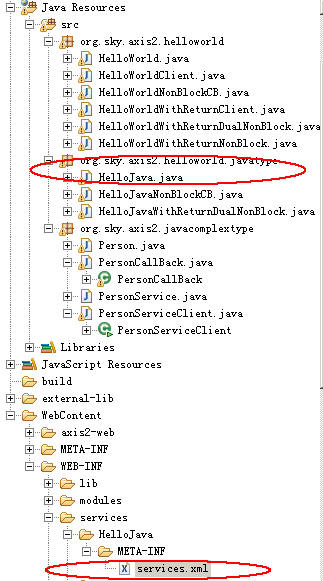 Java Resources
src
org.sky.axis2.helloworld
HelloWorld.java
HelloWorldClient.java
HelloWorldNonBlockCB.java
HelloWorldWithReturnClient.java
HelloWorldWithReturnDualNonBlock.java
HelloWorldWithReturnNonBlock.java
org.sky.axis2.helloworld.javatype
HelloJava.java
HelloJavaNonBlockCB.java
HelloJavaWithReturnDualNonBlock.java
org.sky.axis2.javacomplextype
Person.java
PersonCallBack.java
PersonCallBack
PersonService.java
PersonServiceClient.java
PersonServiceClient
Libraries
JavaScript Resources
build
external-lib
WebContent
axis2-web
META-INF
WEB-INF
lib
modules
services
HelloJava
META-INF
services.xml